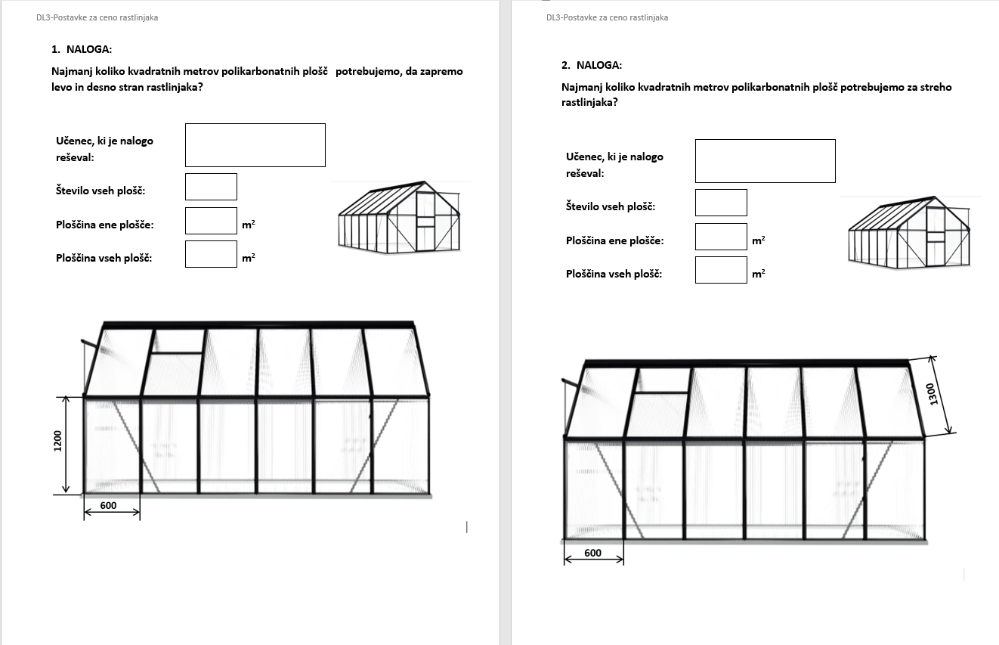 DL3-Postavke za ceno rastlinjaka
1. NALOGA:
Najmanj koliko kvadratnih metrov polikarbonatnih plošč potrebujemo, da zapremo
levo in desno stran rastlinjaka?
Učenec, ki je nalogo
reševal:
Število vseh plošč:
Ploščina ene plošče:
m²
Ploščina vseh plošč:
m²
1200
600
DL3-Postavke za ceno rastlinjaka
2. NALOGA:
Najmanj koliko kvadratnih metrov polikarbonatnih plošč potrebujemo za streho
rastlinjaka?
Učenec, ki je nalogo
reševal:
Število vseh plošč:
Ploščina ene plošče:
m²
Ploščina vseh plošč:
m²
1300
600